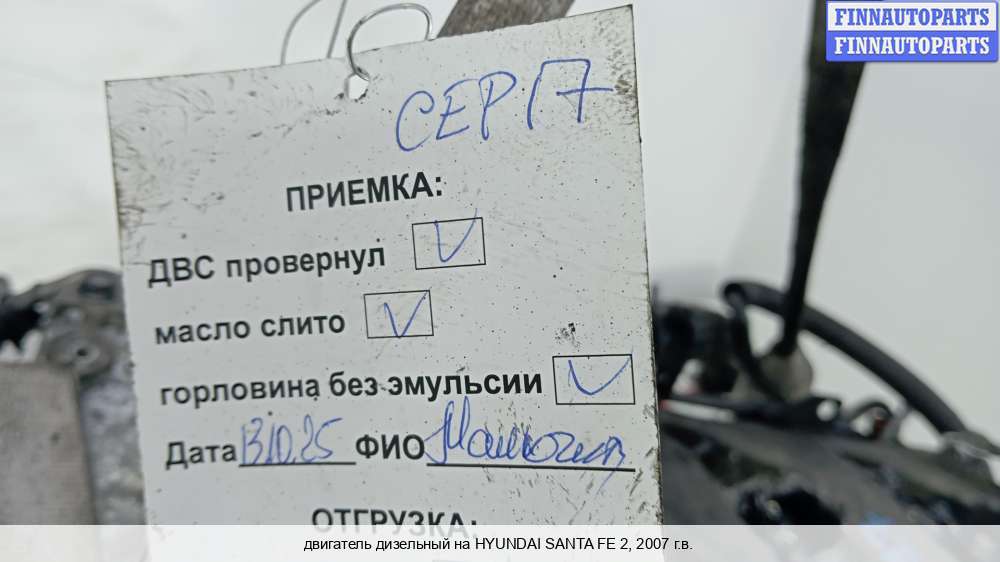 FINNAUTOPARTS
FINNAUTOPARTS
СЕР17
ПРИЕМКА:
ДВС провернул
масло слито
горловина без эмульсии
Дата 13.10.25 ФИО
ОТГРУЗКА:
двигатель дизельный на HYUNDAI SANTA FE 2, 2007 г.в.